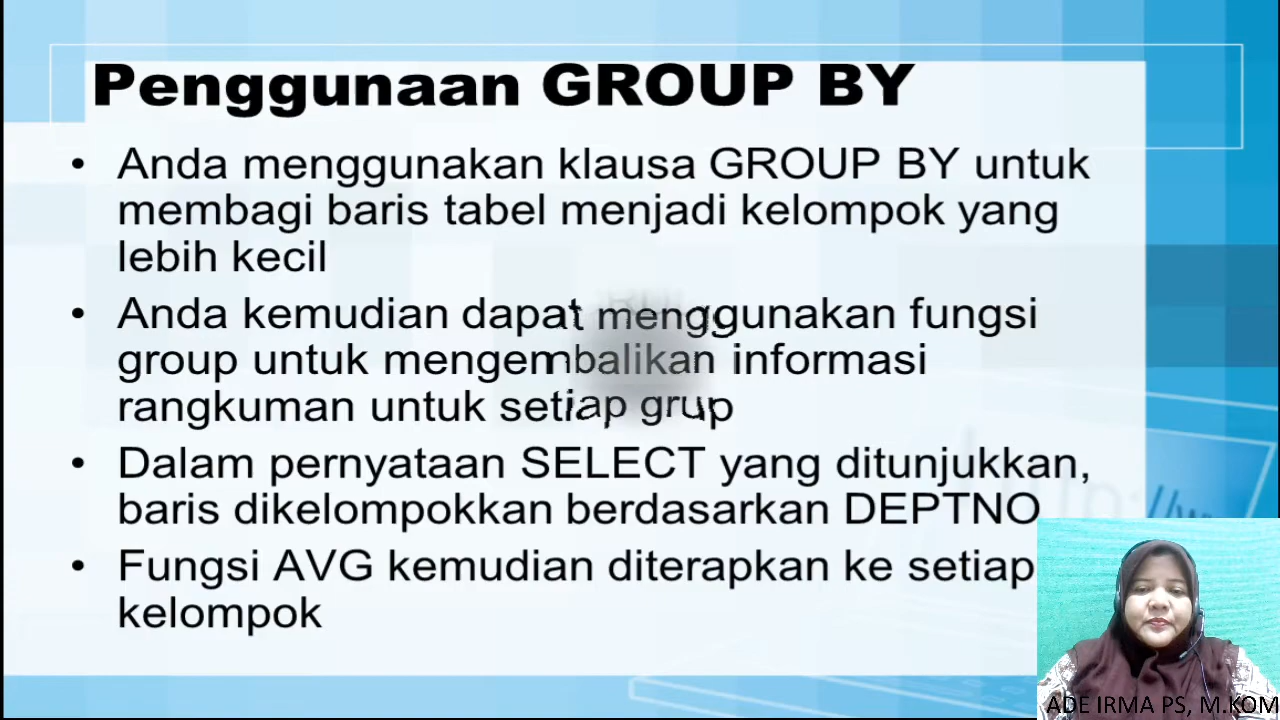 Penggunaan GROUP BY
• Anda menggunakan klausa GROUP BY untuk
membagi baris tabel menjadi kelompok yang
lebih kecil
• Anda kemudian dapat menggunakan fungsi
group untuk mengembalikan informasi
rangkuman untuk setiap grup
• Dalam pernyataan SELECT yang ditunjukkan,
baris dikelompokkan berdasarkan DEPTNO
• Fungsi AVG kemudian diterapkan ke setiap
kelompok
ADE IRMA PS, M.KOM